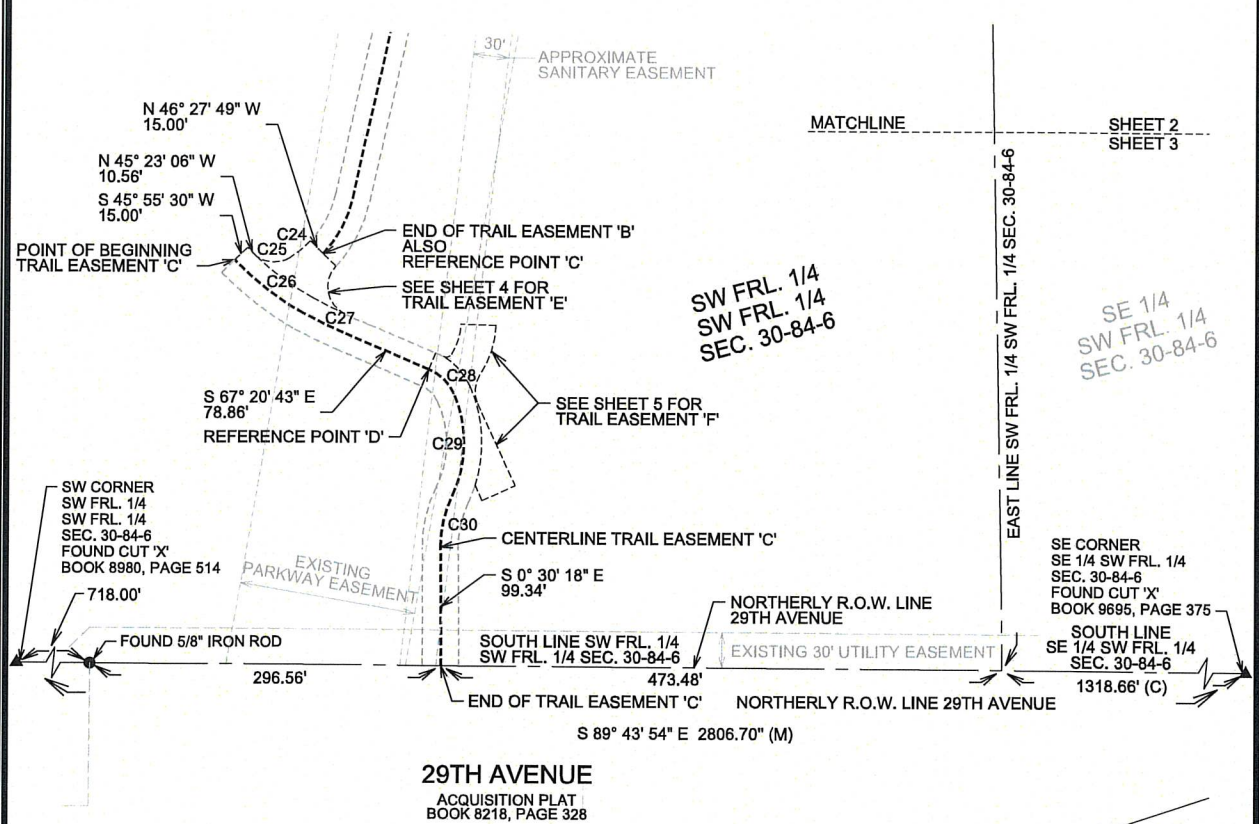 30'
APPROXIMATE
SANITARY EASEMENT
N 46° 27' 49" W
15.00'
MATCHLINE
SHEET 2
SHEET 3
N 45° 23' 06" W
10.56'
S 45° 55' 30" W
15.00'
C24
C25
POINT OF BEGINNING
TRAIL EASEMENT 'C'
END OF TRAIL EASEMENT 'B'
ALSO
REFERENCE POINT 'C'
C26
SEE SHEET 4 FOR
TRAIL EASEMENT 'E'
C27
SW FRL. 1/4
SW FRL. 1/4
SEC. 30-84-6
EAST LINE SW FRL. 1/4 SW FRL. 1/4 SEC. 30-84-6
SE 1/4
SW FRL. 1/4
SEC. 30-84-6
C28
S 67° 20' 43" E
78.86'
REFERENCE POINT 'D'
SEE SHEET 5 FOR
TRAIL EASEMENT 'F'
C29
SW CORNER
SW FRL. 1/4
SW FRL. 1/4
SEC. 30-84-6
FOUND CUT 'X'
BOOK 8980, PAGE 514
718.00'
C30
CENTERLINE TRAIL EASEMENT 'C'
EXISTING
PARKWAY EASEMENT
S 0° 30' 18" E
99.34'
SE CORNER
SE 1/4 SW FRL. 1/4
SEC. 30-84-6
FOUND CUT 'X'
BOOK 9695, PAGE 375
NORTHERLY R.O.W. LINE
29TH AVENUE
FOUND 5/8" IRON ROD
SOUTH LINE SW FRL. 1/4
SW FRL. 1/4 SEC. 30-84-6
EXISTING 30' UTILITY EASEMENT
SOUTH LINE
SE 1/4 SW FRL. 1/4
SEC. 30-84-6
296.56'
473.48'
1318.66' (C)
END OF TRAIL EASEMENT 'C'
NORTHERLY R.O.W. LINE 29TH AVENUE
S 89° 43' 54" E 2806.70" (M)
29TH AVENUE
ACQUISITION PLAT
BOOK 8218, PAGE 328